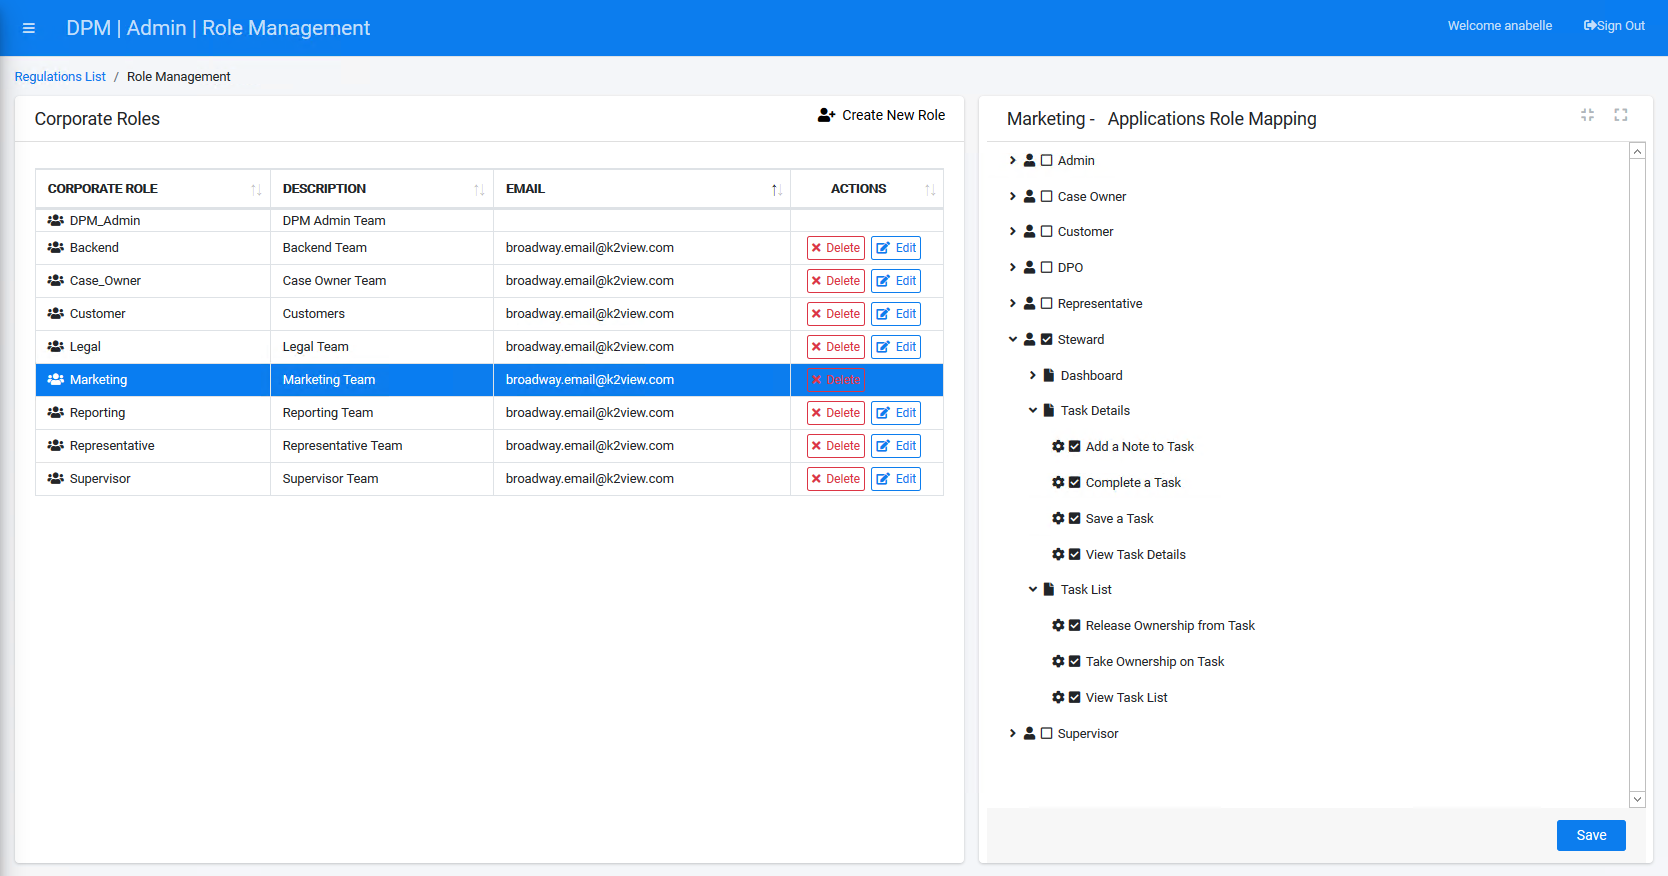 DPM | Admin | Role Management
Welcome anabelle
Sign Out
Regulations List / Role Management
Corporate Roles
Create New Role
CORPORATE ROLE DESCRIPTION EMAIL ACTIONS
DPM_Admin DPM Admin Team
Backend Backend Team broadway.email@k2view.com Delete Edit
Case_Owner Case Owner Team broadway.email@k2view.com Delete Edit
Customer Customers broadway.email@k2view.com Delete Edit
Legal Legal Team broadway.email@k2view.com Delete Edit
Marketing Marketing Team broadway.email@k2view.com Delete
Reporting Reporting Team broadway.email@k2view.com Delete Edit
Representative Representative Team broadway.email@k2view.com Delete Edit
Supervisor Supervisor Team broadway.email@k2view.com Delete Edit
Marketing - Applications Role Mapping
Admin
Case Owner
Customer
DPO
Representative
Steward
Dashboard
Task Details
Add a Note to Task
Complete a Task
Save a Task
View Task Details
Task List
Release Ownership from Task
Take Ownership on Task
View Task List
Supervisor
Save